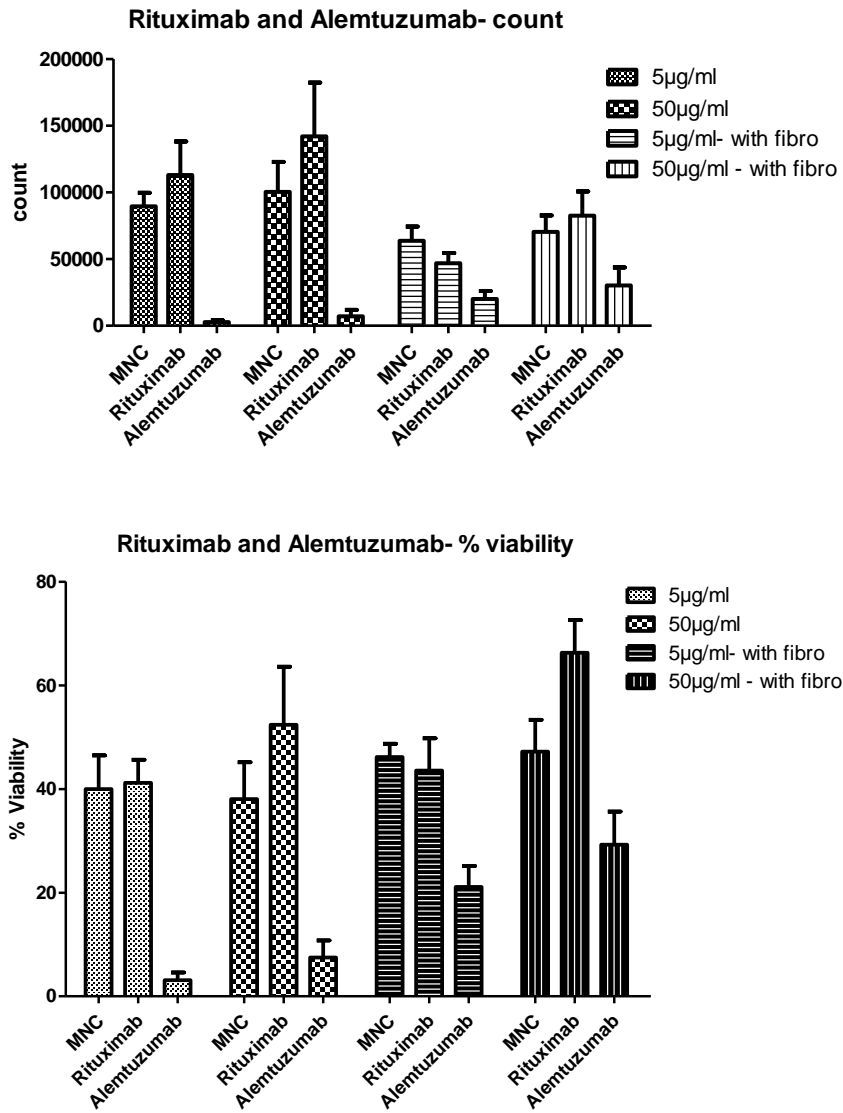 Rituximab and Alemtuzumab- count
200000
150000
100000
50000
0
count
5µg/ml
50µg/ml
5µg/ml- with fibro
50µg/ml - with fibro
MNC
Rituximab
Alemtuzumab
MNC
Rituximab
Alemtuzumab
MNC
Rituximab
Alemtuzumab
MNC
Rituximab
Alemtuzumab
Rituximab and Alemtuzumab- % viability
80
60
40
20
0
% Viability
5µg/ml
50µg/ml
5µg/ml- with fibro
50µg/ml - with fibro
MNC
Rituximab
Alemtuzumab
MNC
Rituximab
Alemtuzumab
MNC
Rituximab
Alemtuzumab
MNC
Rituximab
Alemtuzumab